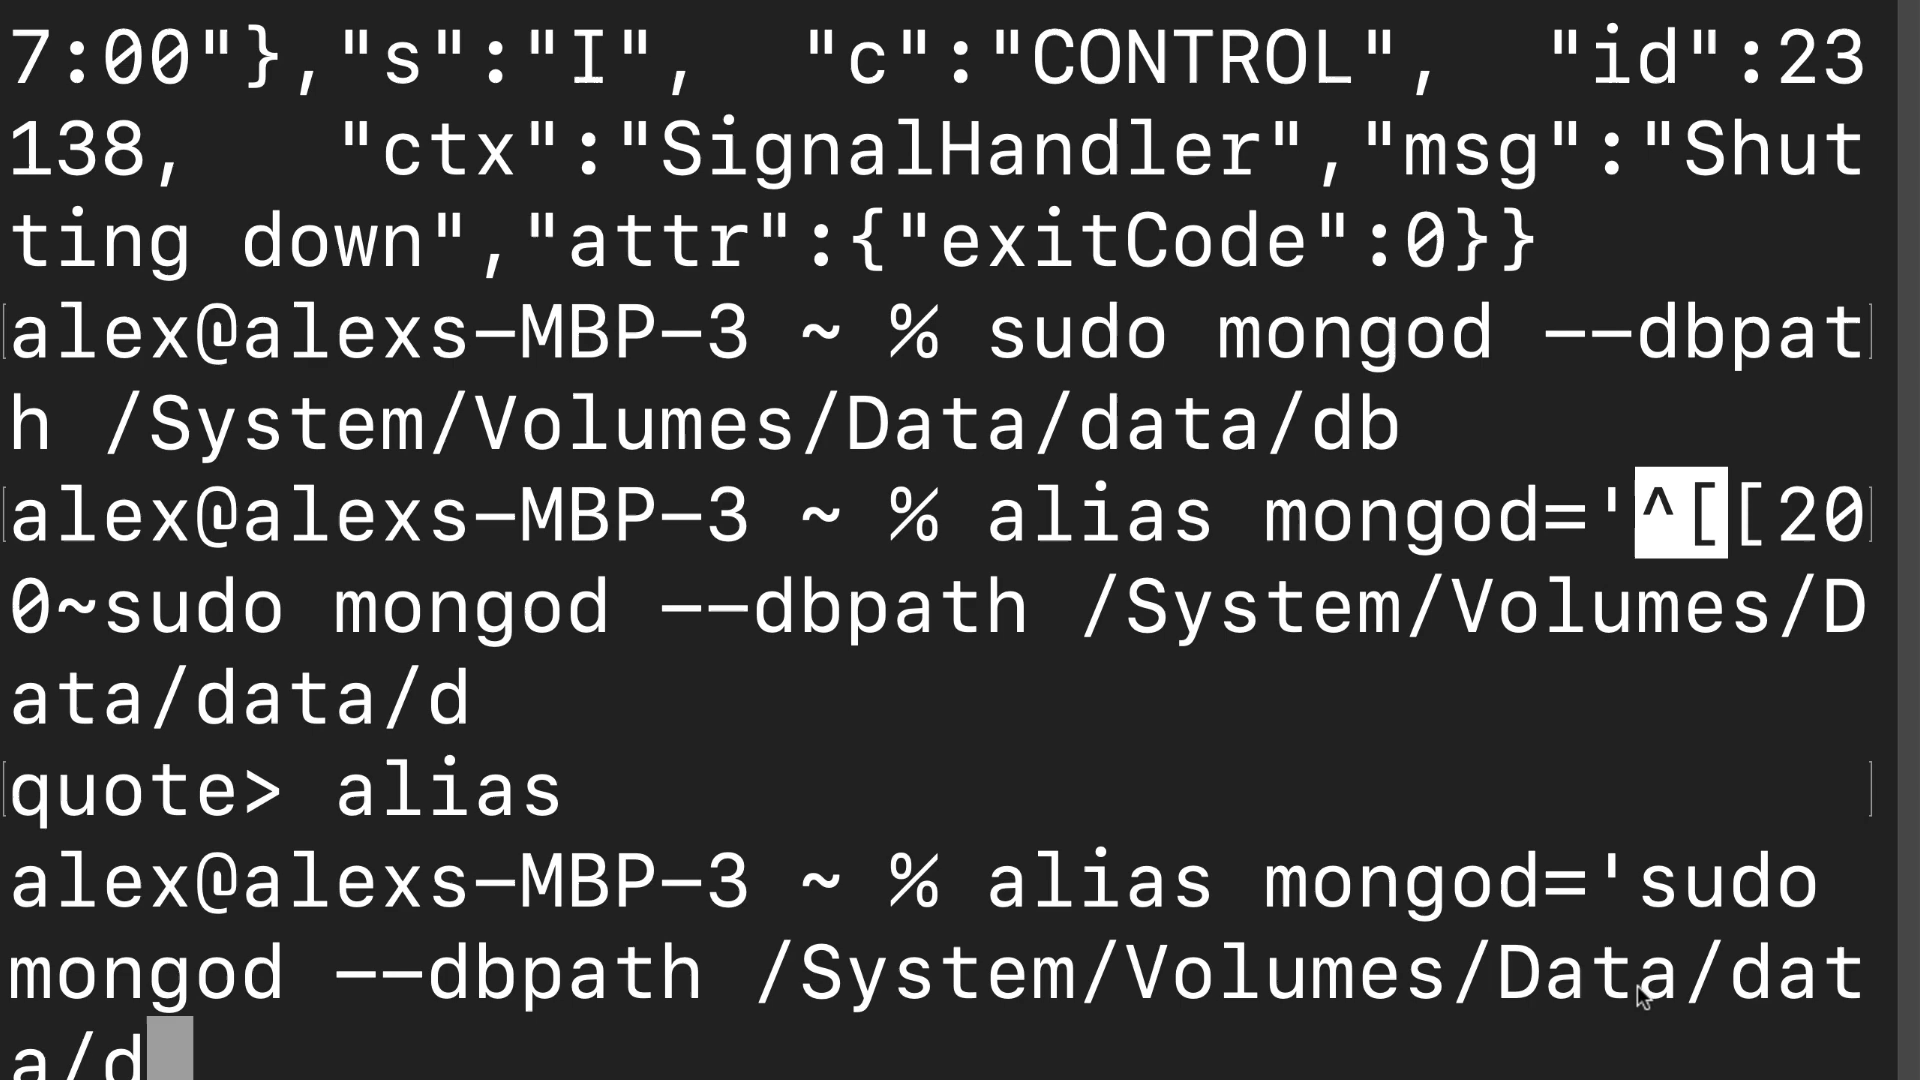 7:00"},"s":"I",  "c":"CONTROL",  "id":23
138,   "ctx":"SignalHandler","msg":"Shut
ting down","attr":{"exitCode":0}}
[alex@alexs-MBP-3 ~ % sudo mongod --dbpat]
h /System/Volumes/Data/data/db
[alex@alexs-MBP-3 ~ % alias mongod='^[[20]
0~sudo mongod --dbpath /System/Volumes/D
ata/data/d
[quote> alias ]
alex@alexs-MBP-3 ~ % alias mongod='sudo
mongod --dbpath /System/Volumes/Data/dat
a/d